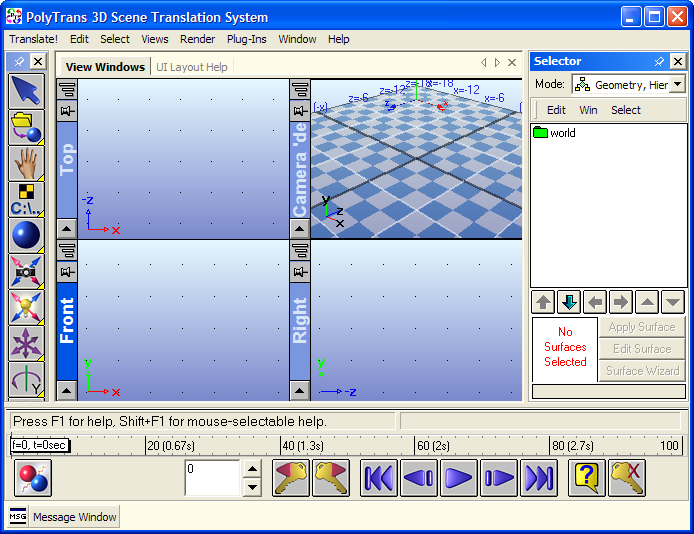 PolyTrans 3D Scene Translation System
Translate! Edit Select Views Render Plug-Ins Window Help
View Windows UI Layout Help
Selector
Mode: Geometry, Hier
Edit Win Select
world
Top
-z
x
Camera 'de
(-x)
z=-6
z=-12
x=-18
x=-12
x=-6
y
z
x
C:\...
Front
y
x
Right
y
-z
Y
No
Surfaces
Selected
Apply Surface
Edit Surface
Surface Wizard
Press F1 for help, Shift+F1 for mouse-selectable help.
f=0, t=0sec 20 (0.67s) 40 (1.3s) 60 (2s) 80 (2.7s) 100
0
?
MSG Message Window